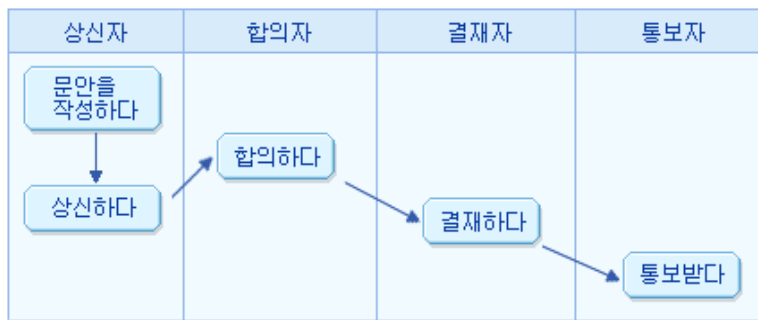 상신자
합의자
결재자
통보자
문안을
작성하다
상신하다
합의하다
결재하다
통보받다